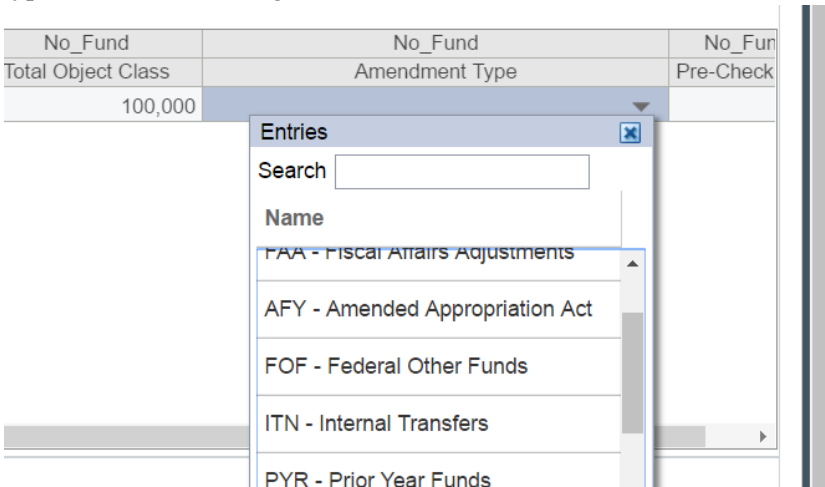 No_Fund No_Fund No_Fun
Total Object Class Amendment Type Pre-Check
100,000
Entries
Search
Name
FAA - Fiscal Affairs Adjustments
AFY - Amended Appropriation Act
FOF - Federal Other Funds
ITN - Internal Transfers
PYR - Prior Year Funds